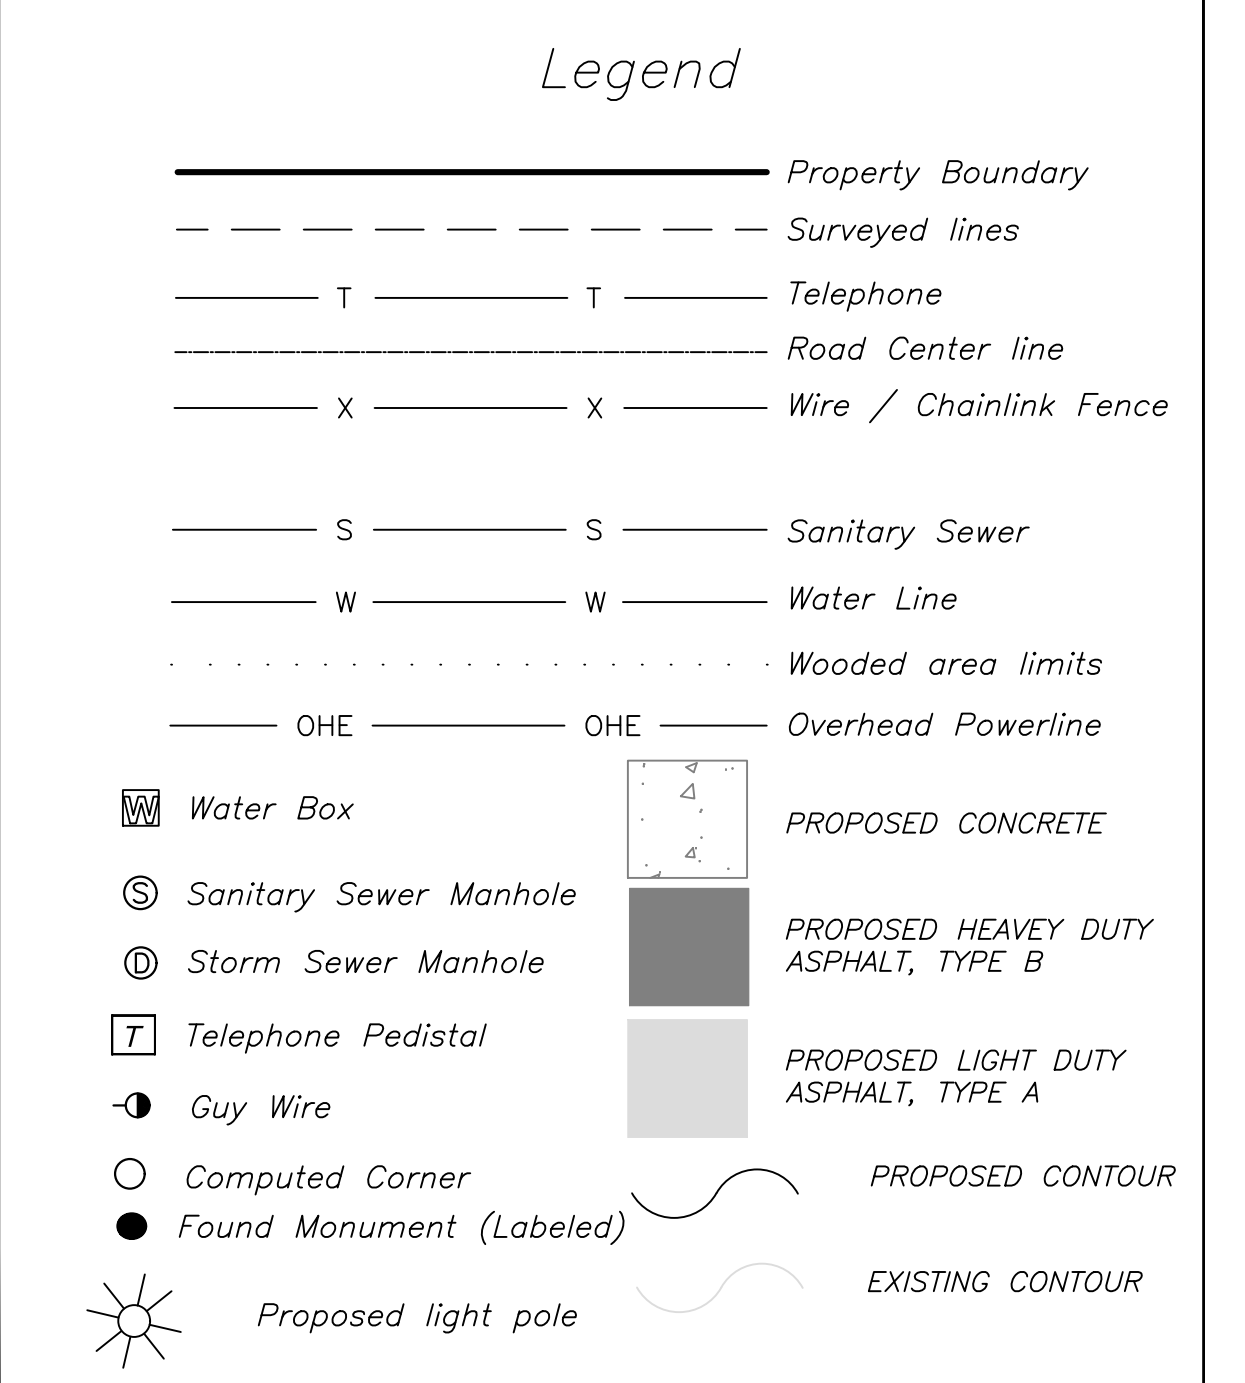 Legend
Property Boundary
Surveyed lines
T T Telephone
Road Center line
X X Wire / Chainlink Fence
S S Sanitary Sewer
W W Water Line
Wooded area limits
OHE OHE Overhead Powerline
W Water Box
PROPOSED CONCRETE
S Sanitary Sewer Manhole
PROPOSED HEAVEY DUTY
ASPHALT, TYPE B
D Storm Sewer Manhole
T Telephone Pedistal
PROPOSED LIGHT DUTY
ASPHALT, TYPE A
Guy Wire
Computed Corner
PROPOSED CONTOUR
Found Monument (Labeled)
EXISTING CONTOUR
Proposed light pole